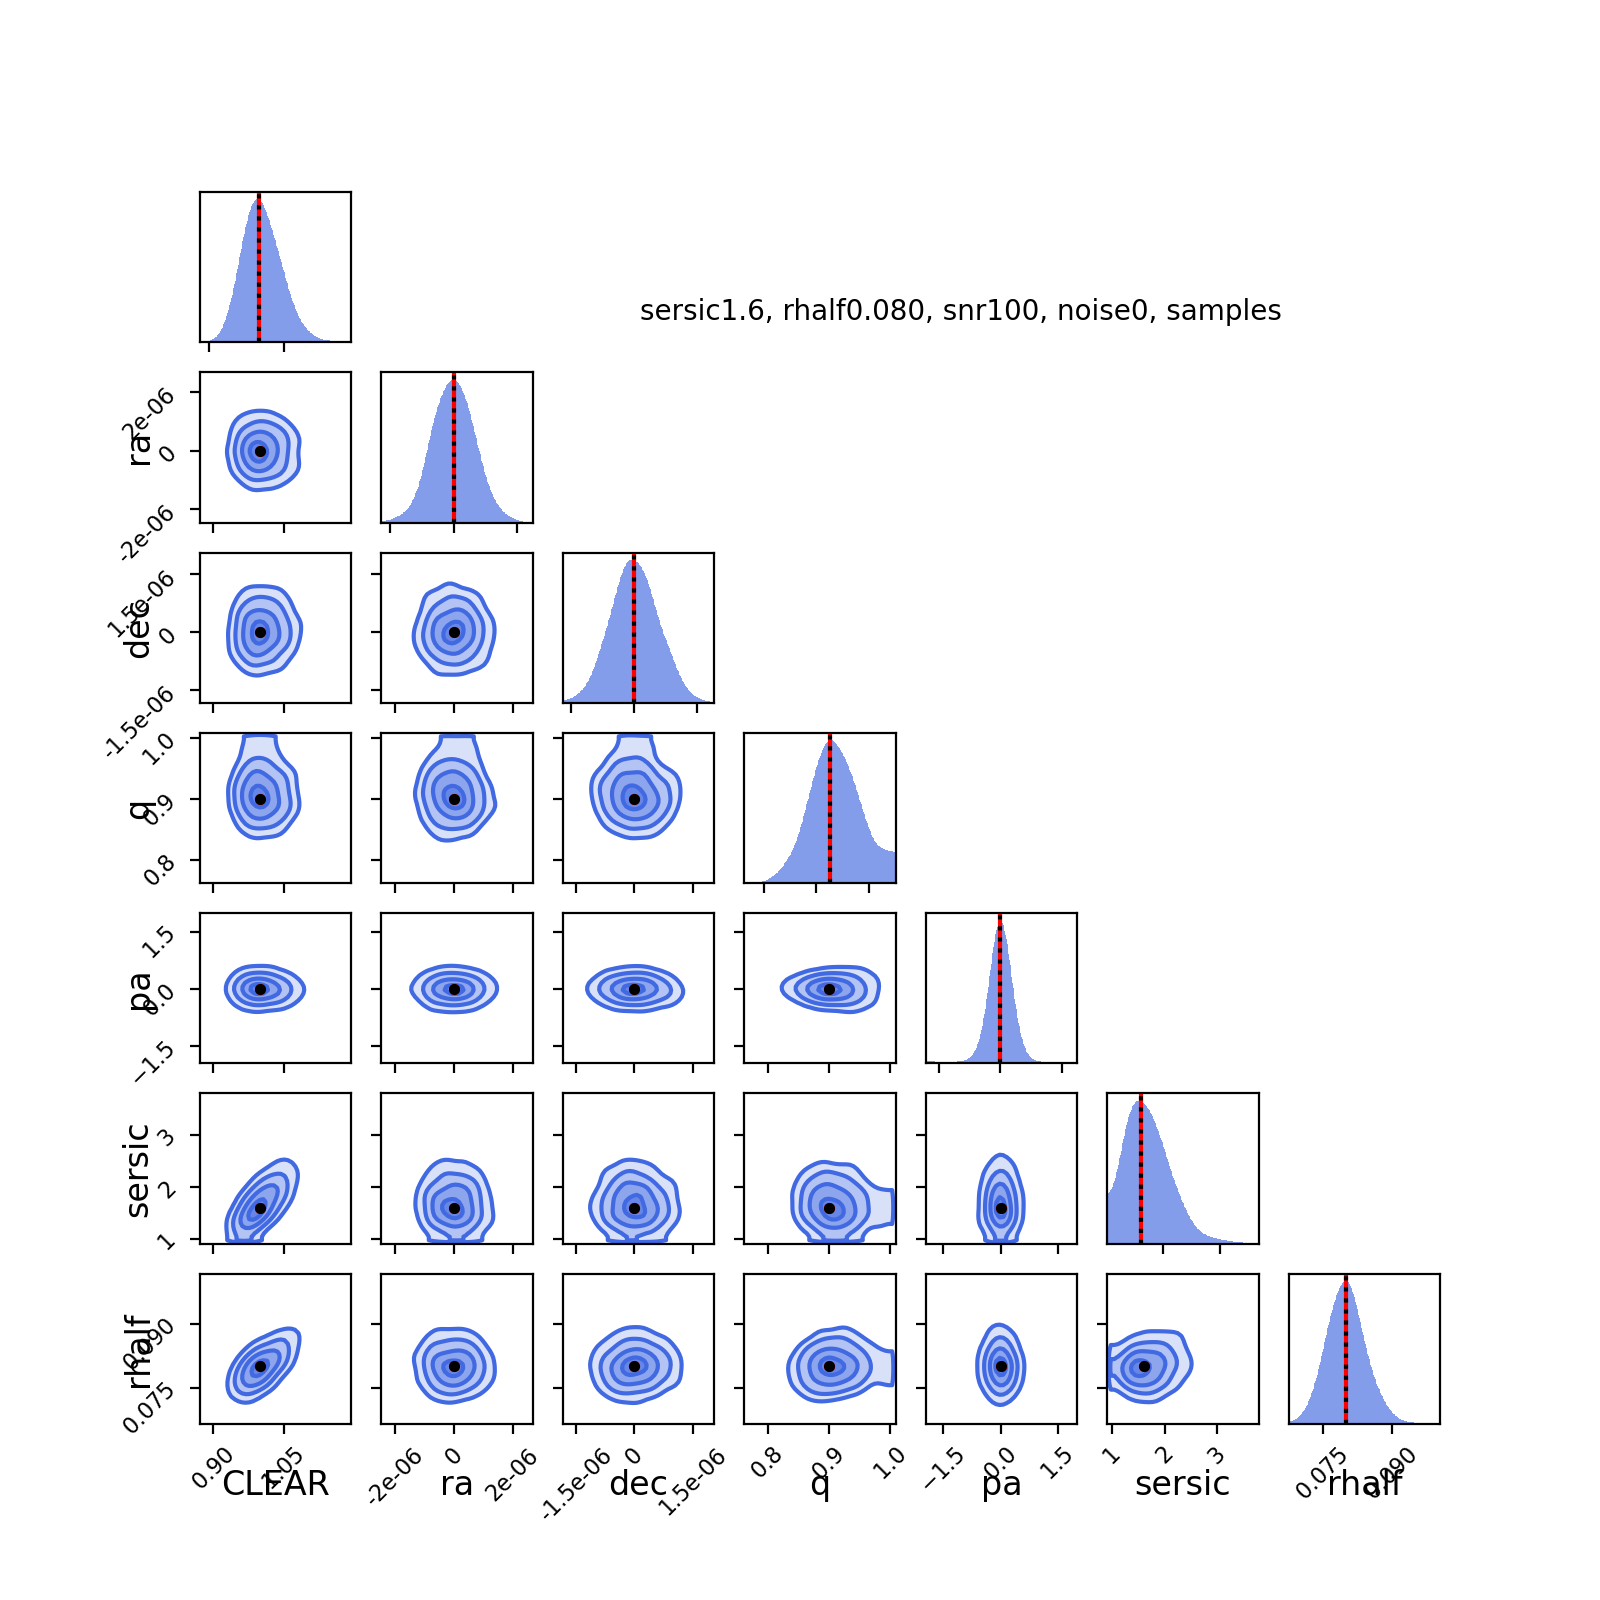 sersic1.6, rhalf0.080, snr100, noise0, samples
ra
2e-06
0
-2e-06
dec
1.5e-06
0
-1.5e-06
q
1.0
0.9
0.8
pa
1.5
0.0
−1.5
sersic
3
2
1
rhalf
0.090
0.075
0.90 1.05 -2e-06 0 2e-06 -1.5e-06 0 1.5e-06 0.8 0.9 1.0 −1.5 0.0 1.5 1 2 3 0.075 0.090
CLEAR ra dec q pa sersic rhalf